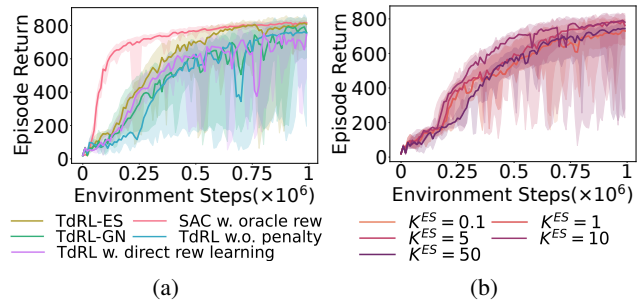 800
600
400
200
0
Episode Return
0 0.25 0.5 0.75 1
Environment Steps(×10⁶)
TdRL-ES SAC w. oracle rew
TdRL-GN TdRL w.o. penalty
TdRL w. direct rew learning
(a)
800
600
400
200
0
Episode Return
0 0.25 0.5 0.75 1
Environment Steps(×10⁶)
K^{ES} = 0.1 K^{ES} = 1
K^{ES} = 5 K^{ES} = 10
K^{ES} = 50
(b)